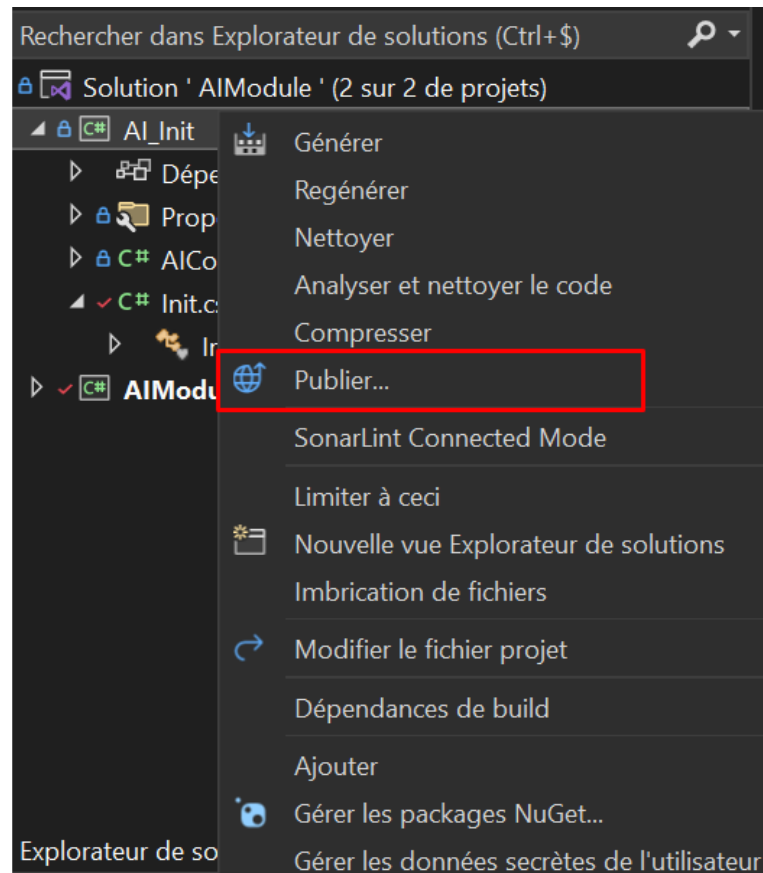 Rechercher dans Explorateur de solutions (Ctrl+$)
Solution ' AIModule ' (2 sur 2 de projets)
C# AI_Init
Dépe
Prop
C# AICo
C# Init.c
Ir
C# AIModu
Générer
Regénérer
Nettoyer
Analyser et nettoyer le code
Compresser
Publier...
SonarLint Connected Mode
Limiter à ceci
Nouvelle vue Explorateur de solutions
Imbrication de fichiers
Modifier le fichier projet
Dépendances de build
Ajouter
Gérer les packages NuGet...
Gérer les données secrètes de l'utilisateur
Explorateur de so